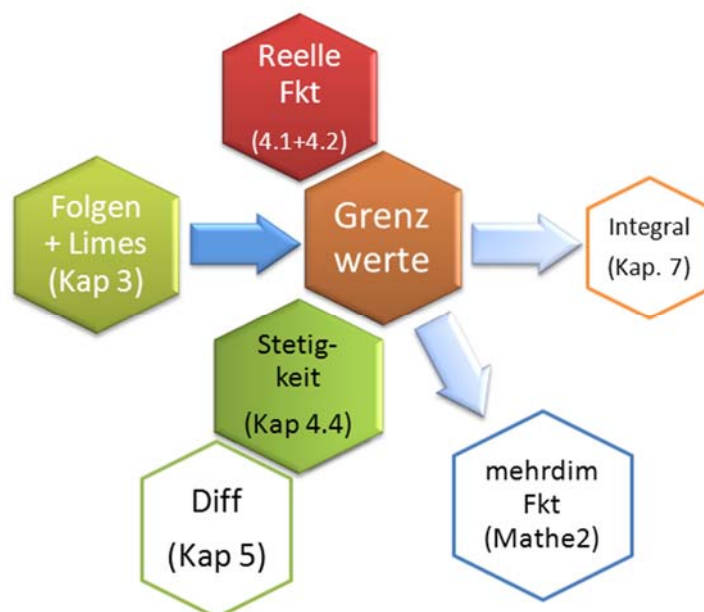 Reelle
Fkt
(4.1+4.2)
Folgen
+ Limes
(Kap 3)
Grenz
werte
Integral
(Kap. 7)
Stetig-
keit
(Kap 4.4)
mehrdim
Fkt
(Mathe2)
Diff
(Kap 5)